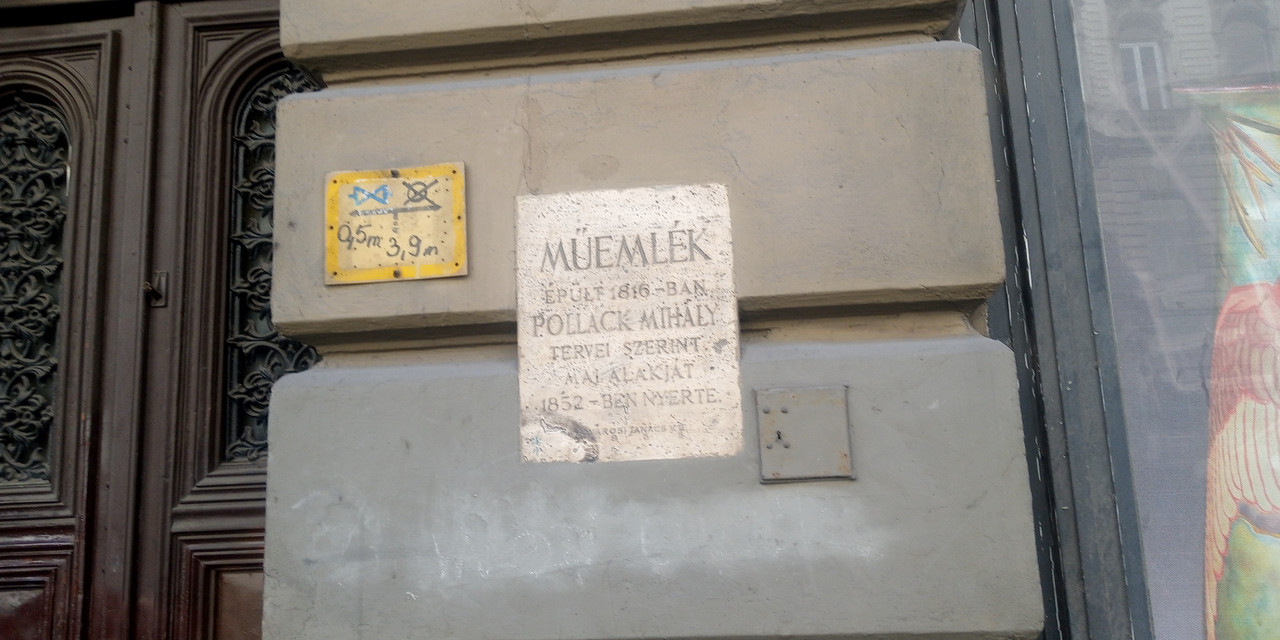 0,5m 3,9m
MŰEMLÉK
ÉPÜLT 1816-BAN
POLLACK MIHÁLY
TERVEI SZERINT.
MAI ALAKJÁT
1852-BEN NYERTE.